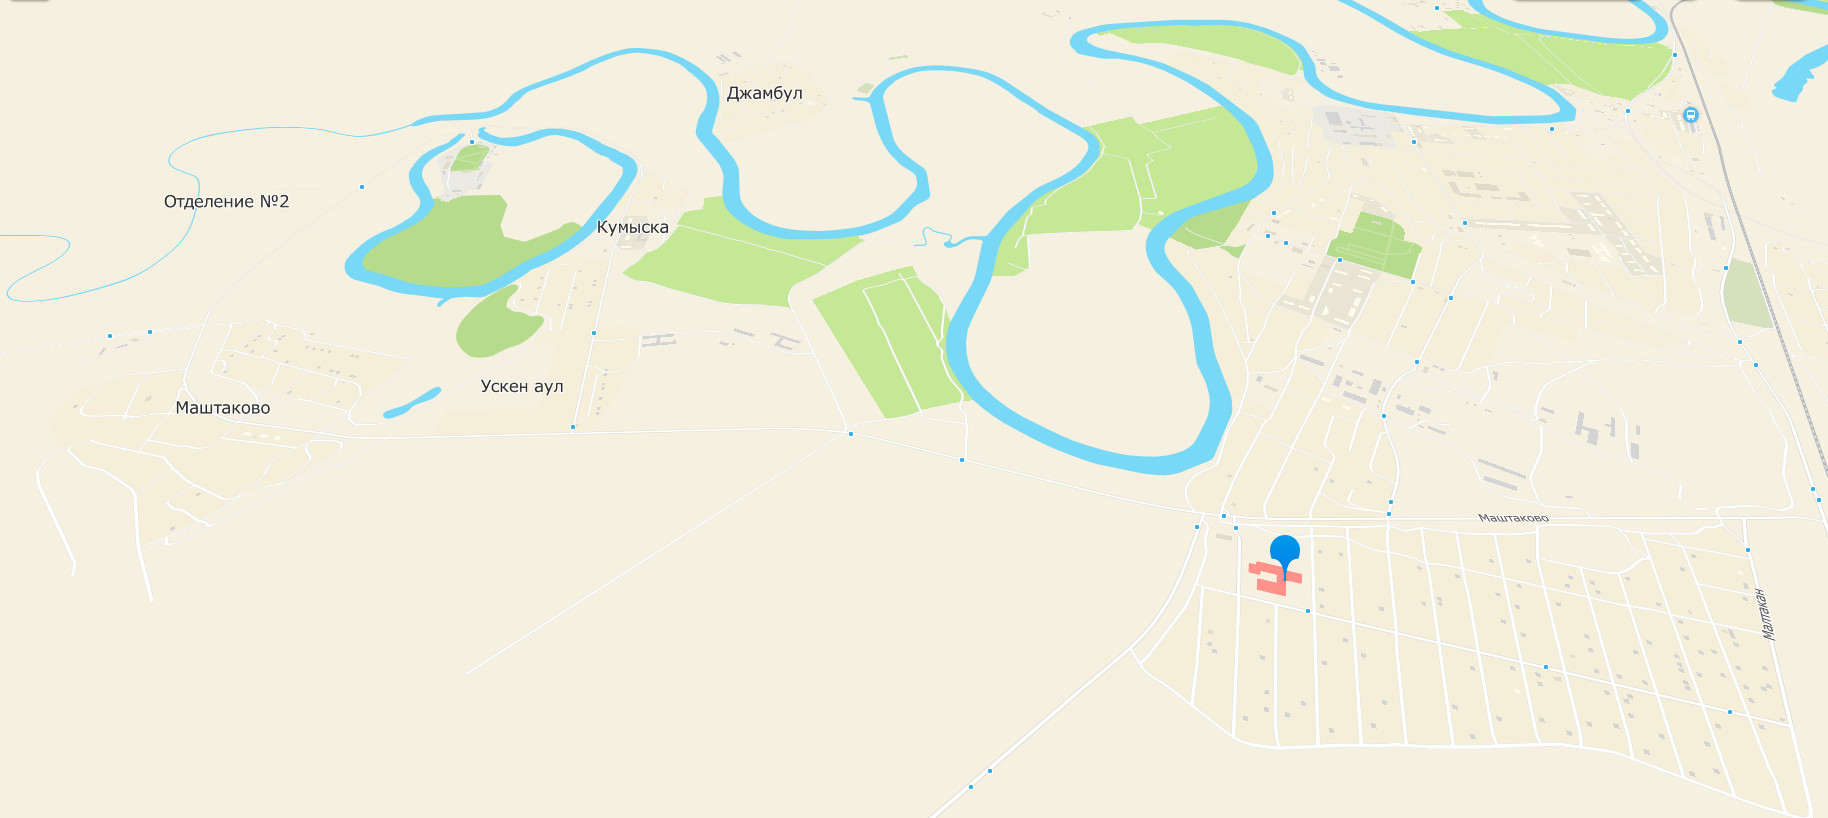 Джамбул
Отделение №2
Кумыска
Ускен аул
Маштаково
Маштаково
Малтакан